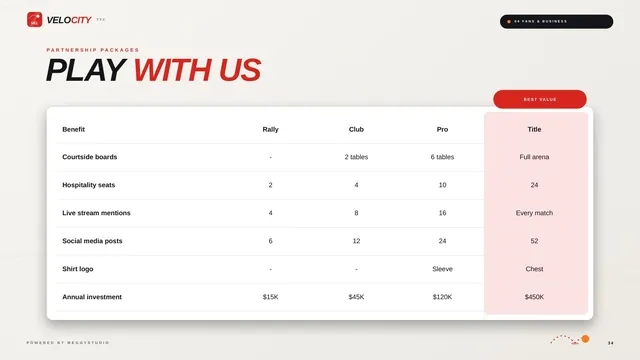 VELOCITY TTC
04 FANS & BUSINESS
PARTNERSHIP PACKAGES
PLAY WITH US
BEST VALUE
Benefit Rally Club Pro Title
Courtside boards - 2 tables 6 tables Full arena
Hospitality seats 2 4 10 24
Live stream mentions 4 8 16 Every match
Social media posts 6 12 24 52
Shirt logo - - Sleeve Chest
Annual investment $15K $45K $120K $450K
POWERED BY MEGGYSTUDIO
34